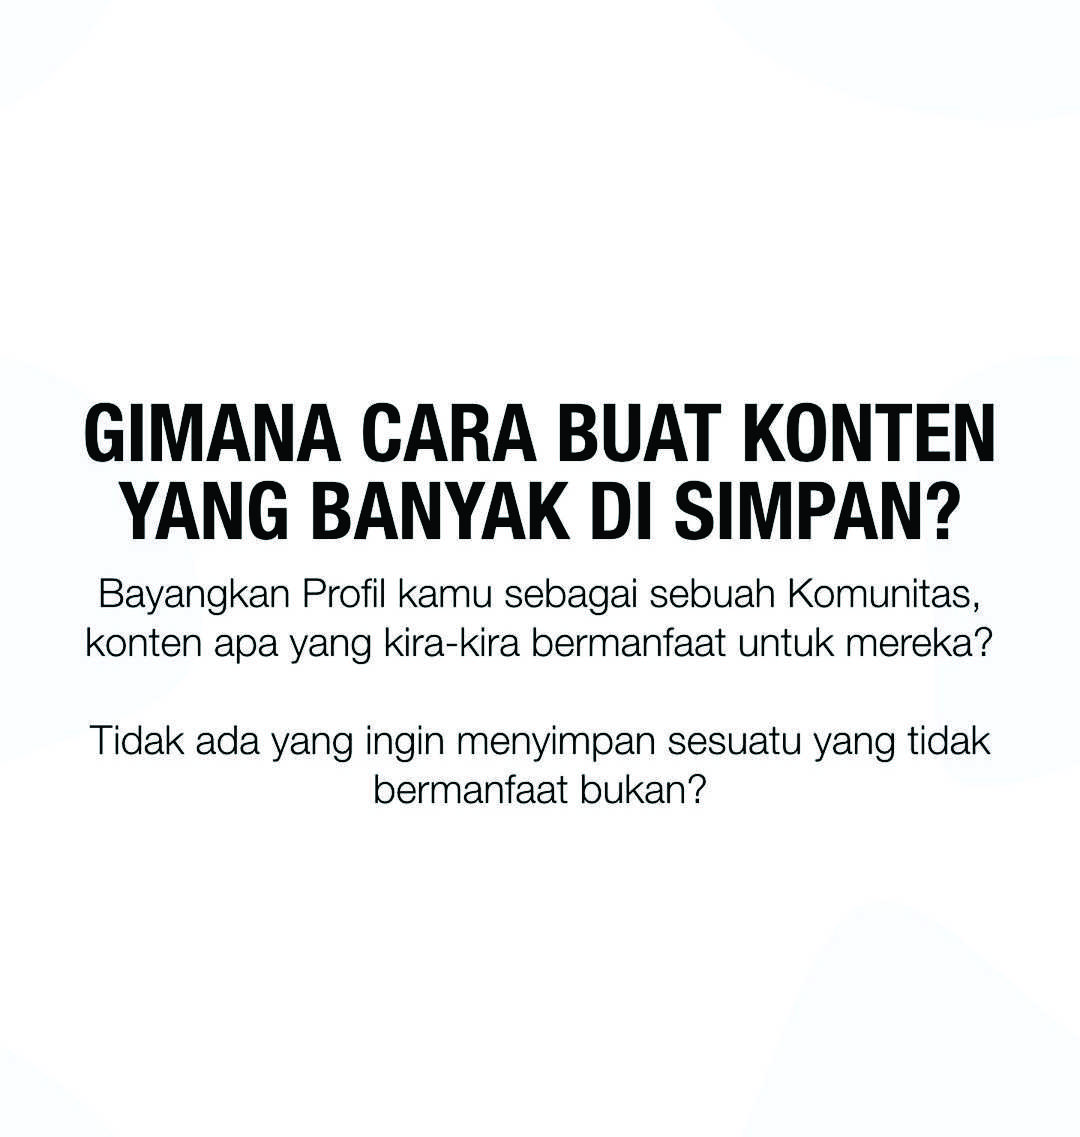 GIMANA CARA BUAT KONTEN
YANG BANYAK DI SIMPAN?
Bayangkan Profil kamu sebagai sebuah Komunitas,
konten apa yang kira-kira bermanfaat untuk mereka?
Tidak ada yang ingin menyimpan sesuatu yang tidak
bermanfaat bukan?